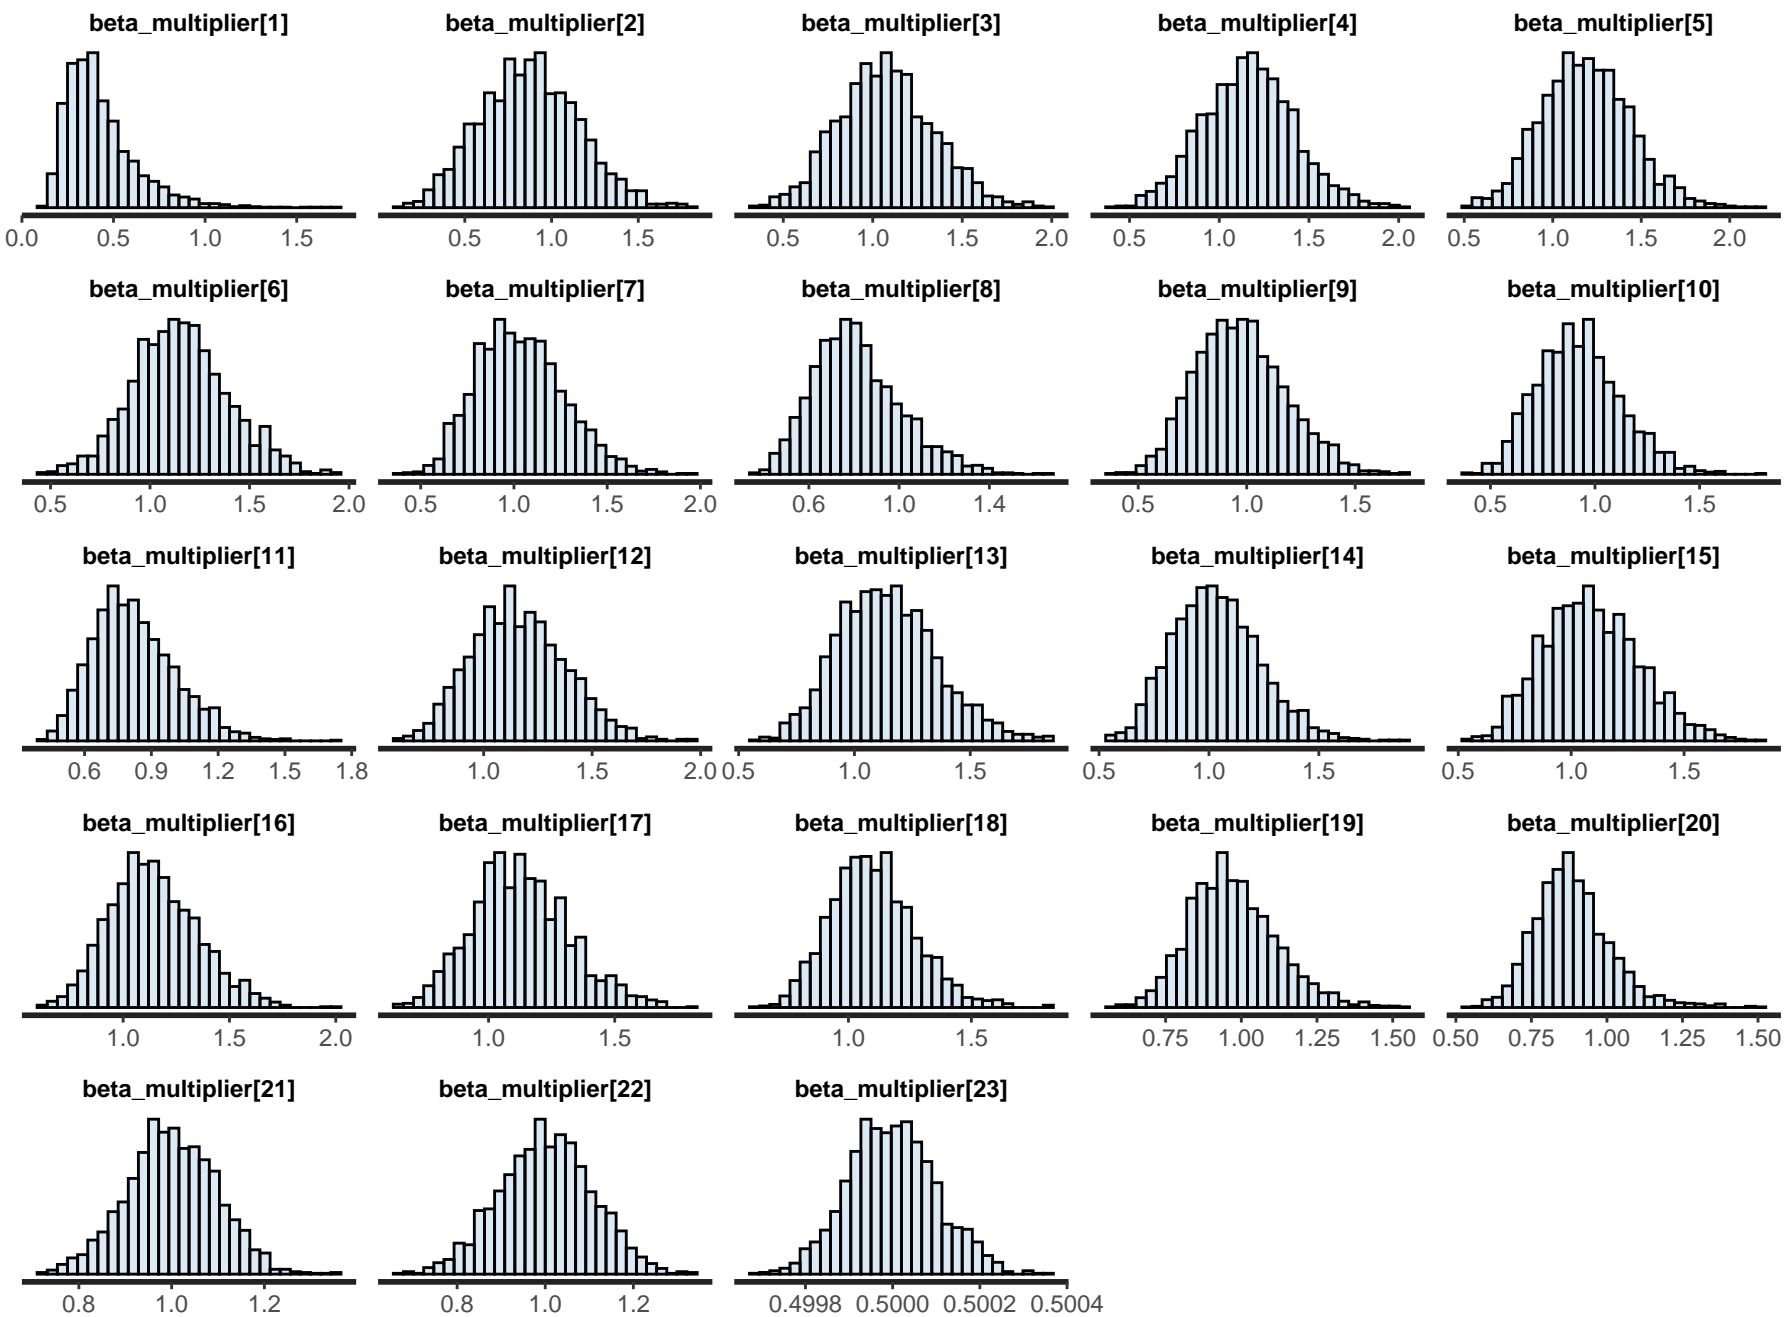 beta_multiplier[1] beta_multiplier[2] beta_multiplier[3] beta_multiplier[4] beta_multiplier[5]
0.0 0.5 1.0 1.5 0.5 1.0 1.5 0.5 1.0 1.5 2.0 0.5 1.0 1.5 2.0 0.5 1.0 1.5 2.0
beta_multiplier[6] beta_multiplier[7] beta_multiplier[8] beta_multiplier[9] beta_multiplier[10]
0.5 1.0 1.5 2.0 0.5 1.0 1.5 2.0 0.6 1.0 1.4 0.5 1.0 1.5 0.5 1.0 1.5
beta_multiplier[11] beta_multiplier[12] beta_multiplier[13] beta_multiplier[14] beta_multiplier[15]
0.6 0.9 1.2 1.5 1.8 1.0 1.5 2.0 0.5 1.0 1.5 0.5 1.0 1.5 0.5 1.0 1.5
beta_multiplier[16] beta_multiplier[17] beta_multiplier[18] beta_multiplier[19] beta_multiplier[20]
1.0 1.5 2.0 1.0 1.5 1.0 1.5 0.75 1.00 1.25 1.50 0.50 0.75 1.00 1.25 1.50
beta_multiplier[21] beta_multiplier[22] beta_multiplier[23]
0.8 1.0 1.2 0.8 1.0 1.2 0.4998 0.5000 0.5002 0.5004